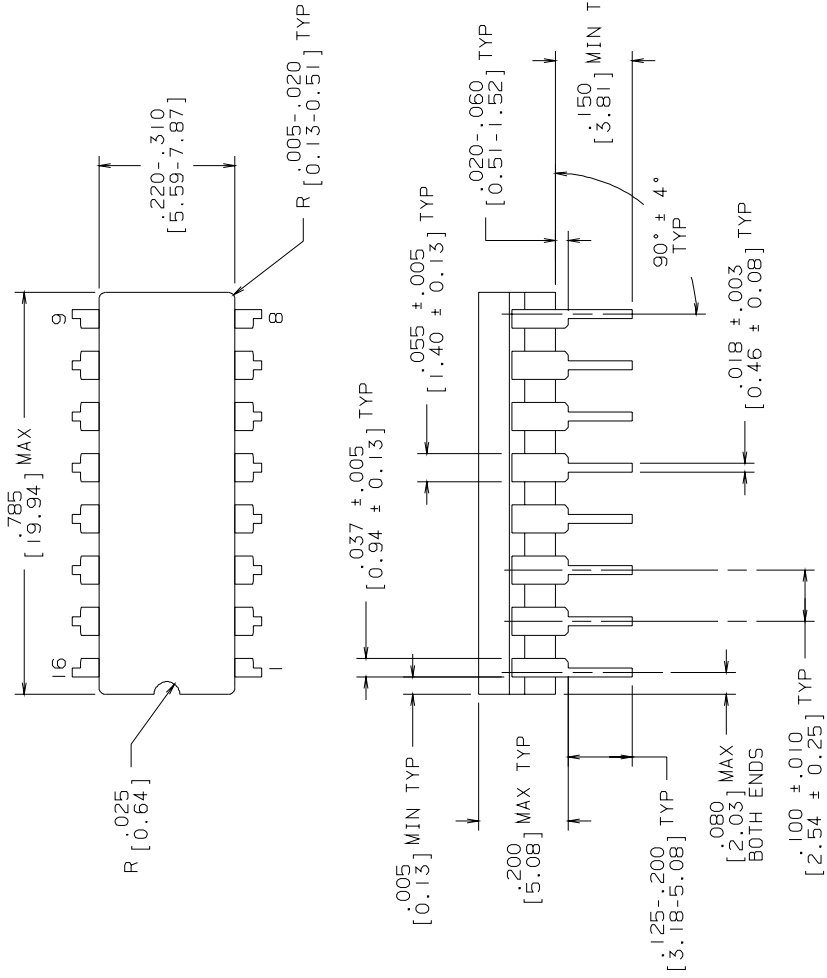 .785
[19.94] MAX
16
9
1
8
R .025
[0.64]
.220-.310
[5.59-7.87]
R .005-.020 TYP
[0.13-0.51]
.037 ±.005
[0.94 ± 0.13] TYP
.055 ±.005
[1.40 ± 0.13] TYP
.005
[0.13] MIN TYP
.020-.060 TYP
[0.51-1.52]
.200
[5.08] MAX TYP
.150
[3.81] MIN T
90° ± 4°
TYP
.125-.200
[3.18-5.08] TYP
.018 ±.003
[0.46 ± 0.08] TYP
.080
[2.03] MAX
BOTH ENDS
.100 ±.010
[2.54 ± 0.25] TYP